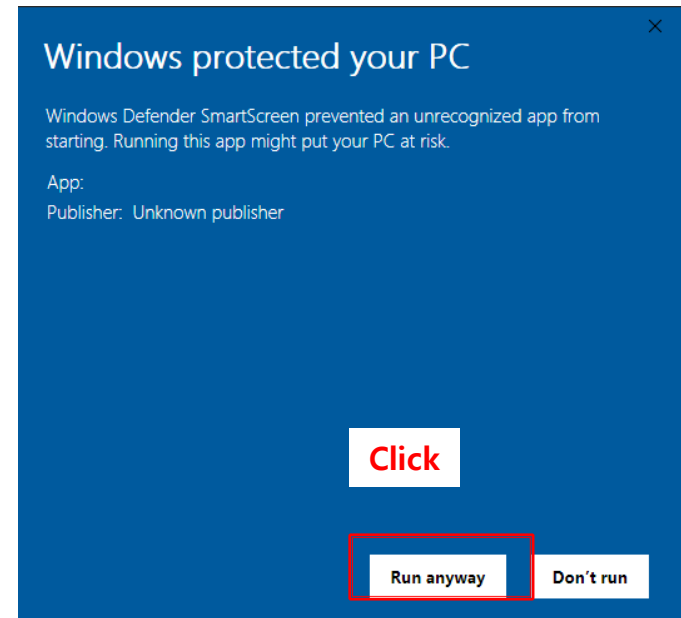 Windows protected your PC
Windows Defender SmartScreen prevented an unrecognized app from
starting. Running this app might put your PC at risk.
App:
Publisher: Unknown publisher
Click
Run anyway
Don't run